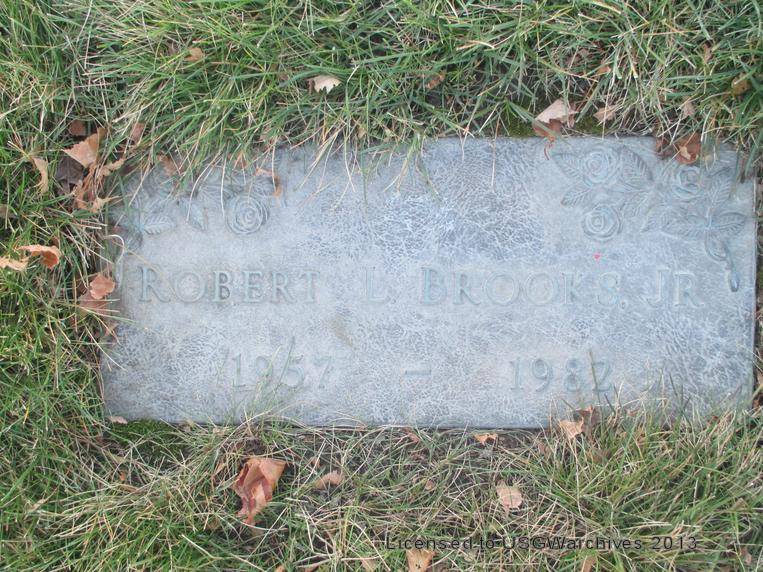 ROBERT L. BROOKS, JR
1957 - 1982
Licensed to USGWarchives 2013